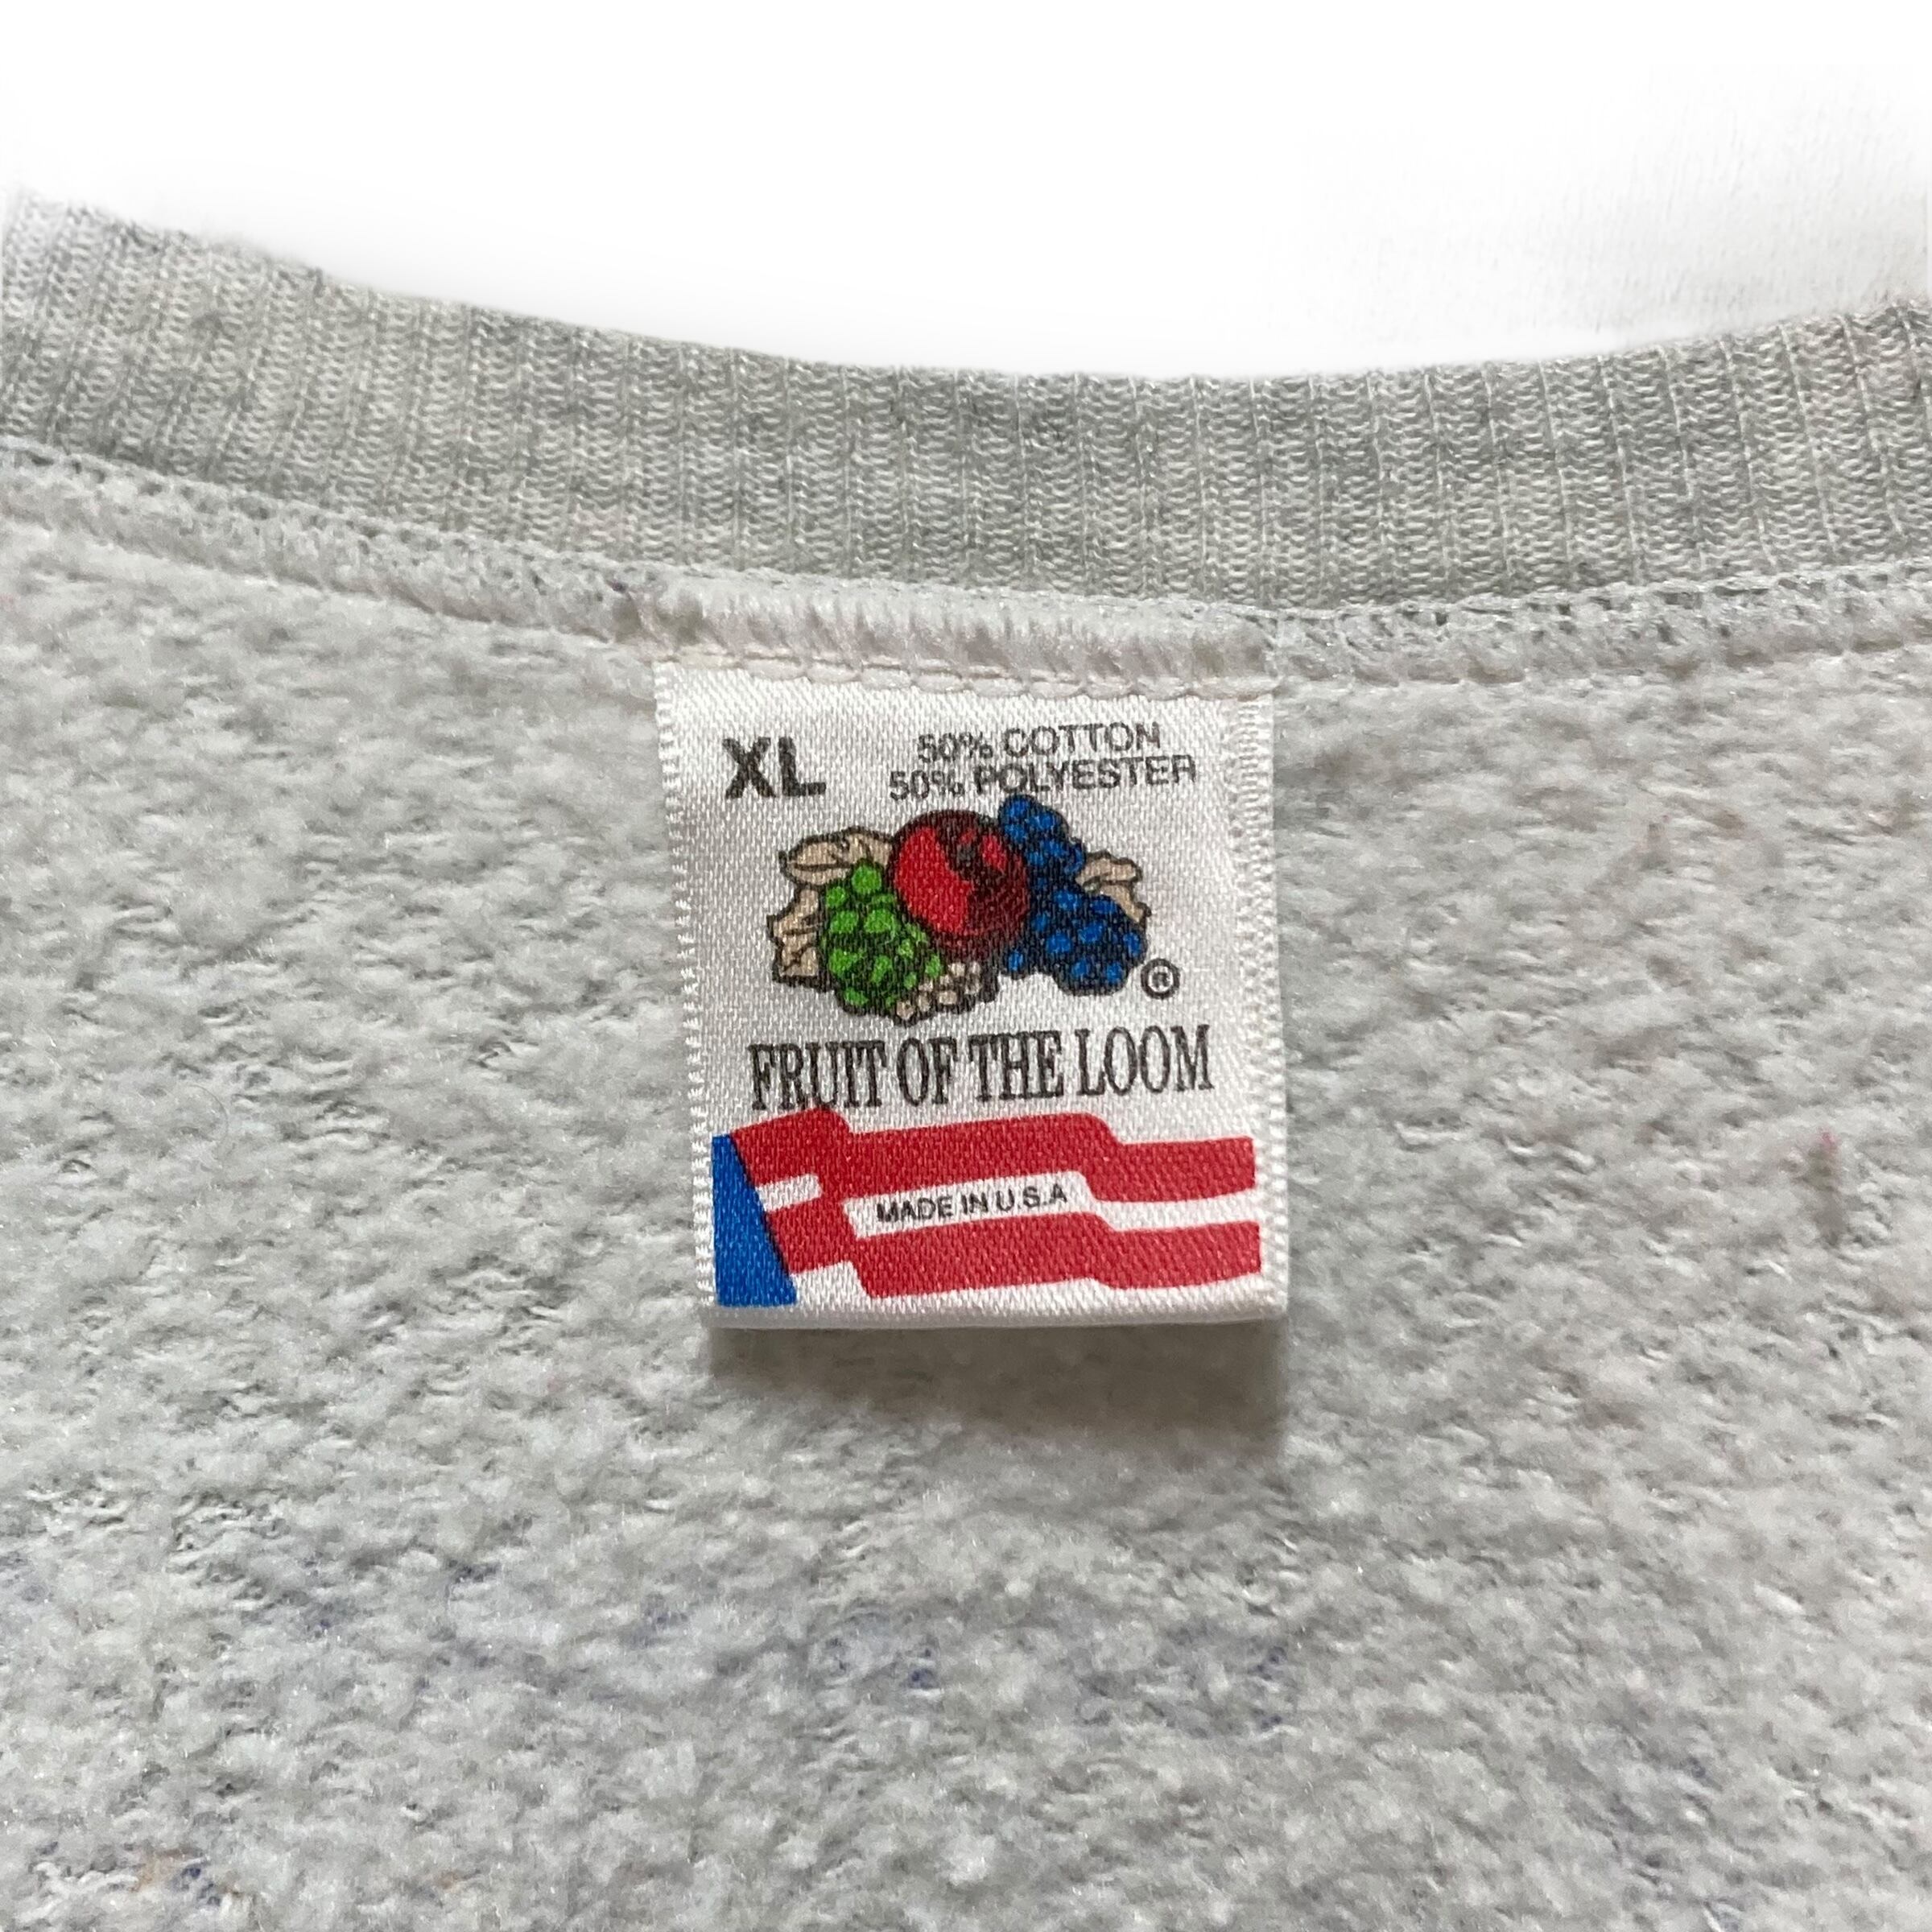 XL
50% COTTON
50% POLYESTER
®
FRUIT OF THE LOOM
MADE IN U.S.A